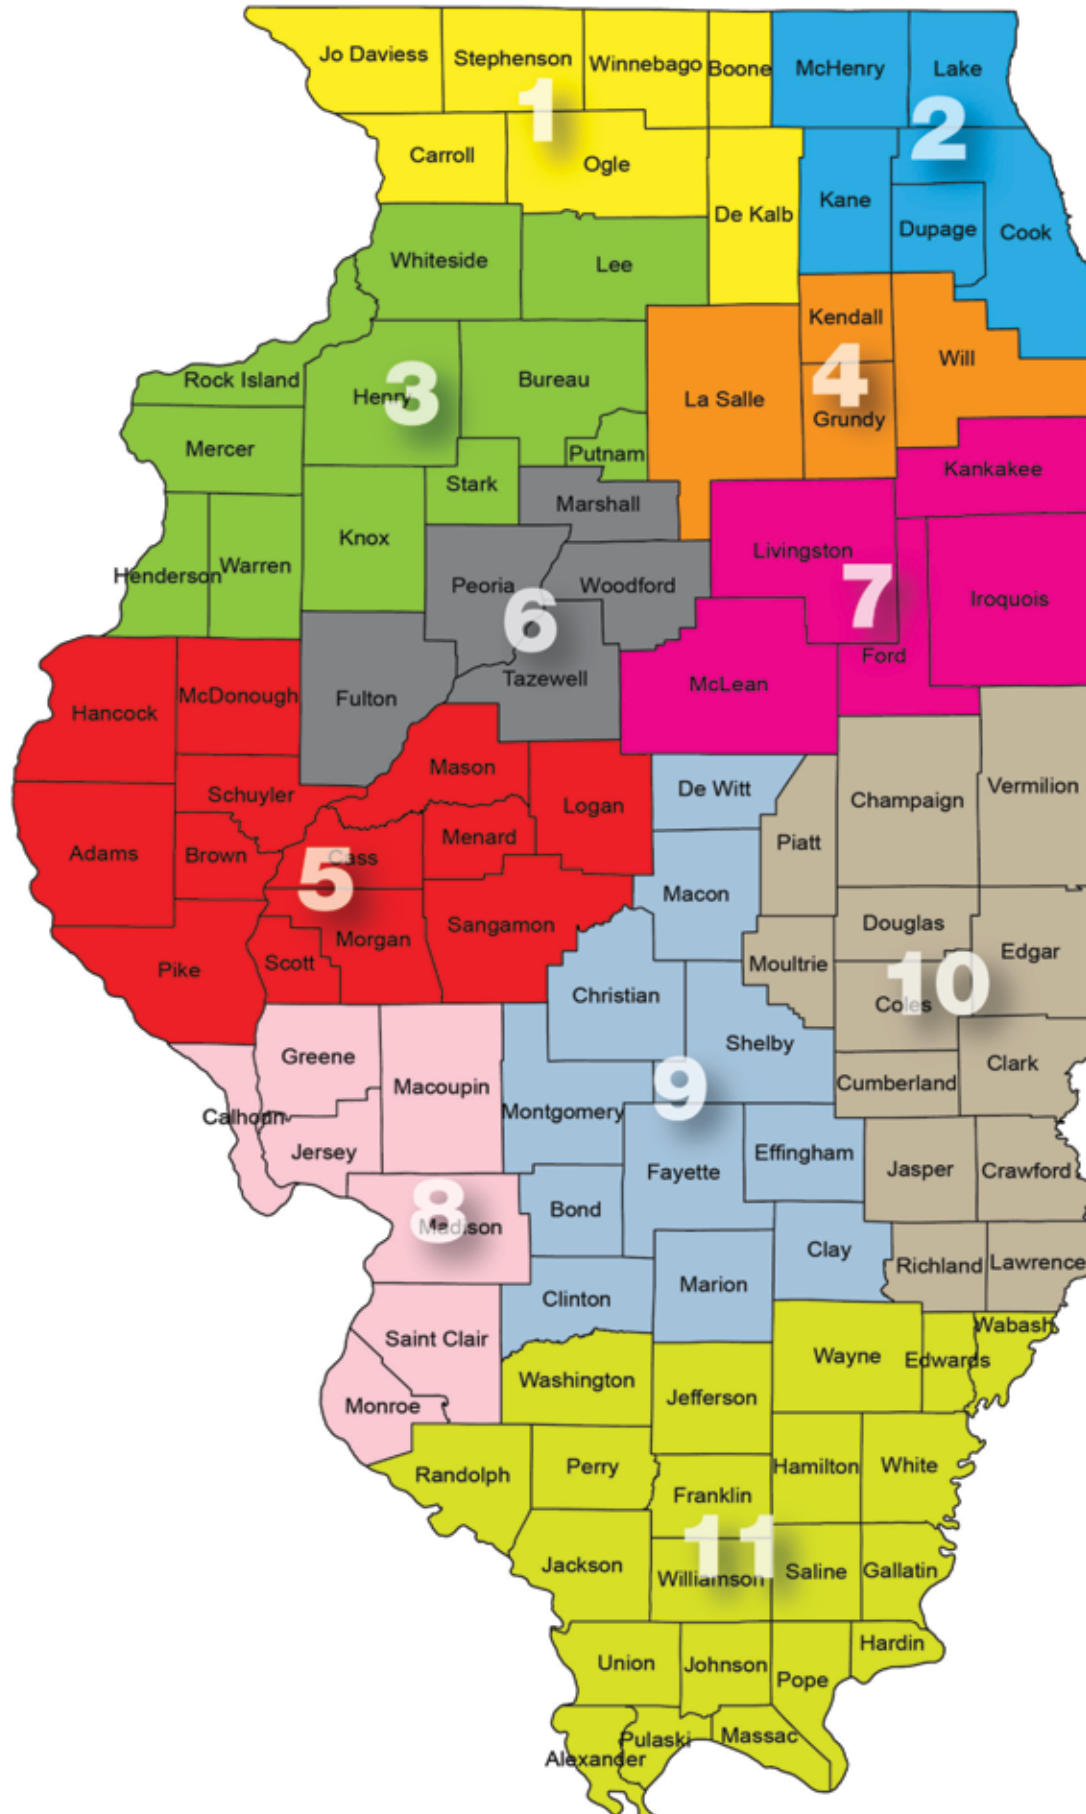 Jo Daviess
Stephenson
Winnebago
Boone
McHenry
Lake
1
2
Carroll
Ogle
De Kalb
Kane
Dupage
Cook
Whiteside
Lee
Kendall
Will
Rock Island
Henry
3
Bureau
La Salle
4
Grundy
Mercer
Putnam
Kankakee
Stark
Marshall
Knox
Livingston
Henderson
Warren
Peoria
Woodford
7
Iroquois
6
Ford
Tazewell
McLean
Fulton
McDonough
Hancock
Mason
De Witt
Vermilion
Schuyler
Logan
Champaign
Menard
Piatt
Adams
Brown
Cass
5
Macon
Douglas
Sangamon
Morgan
Edgar
Scott
Pike
Moultrie
10
Christian
Coles
Shelby
Greene
Macoupin
Clark
9
Cumberland
Calhoun
Montgomery
Jersey
Effingham
Fayette
Jasper
Crawford
8
Madison
Bond
Clay
Richland
Lawrence
Marion
Clinton
Saint Clair
Wabash
Wayne
Edwards
Washington
Jefferson
Monroe
Randolph
Perry
Hamilton
White
Franklin
11
Jackson
Williamson
Saline
Gallatin
Hardin
Union
Johnson
Pope
Pulaski
Massac
Alexander